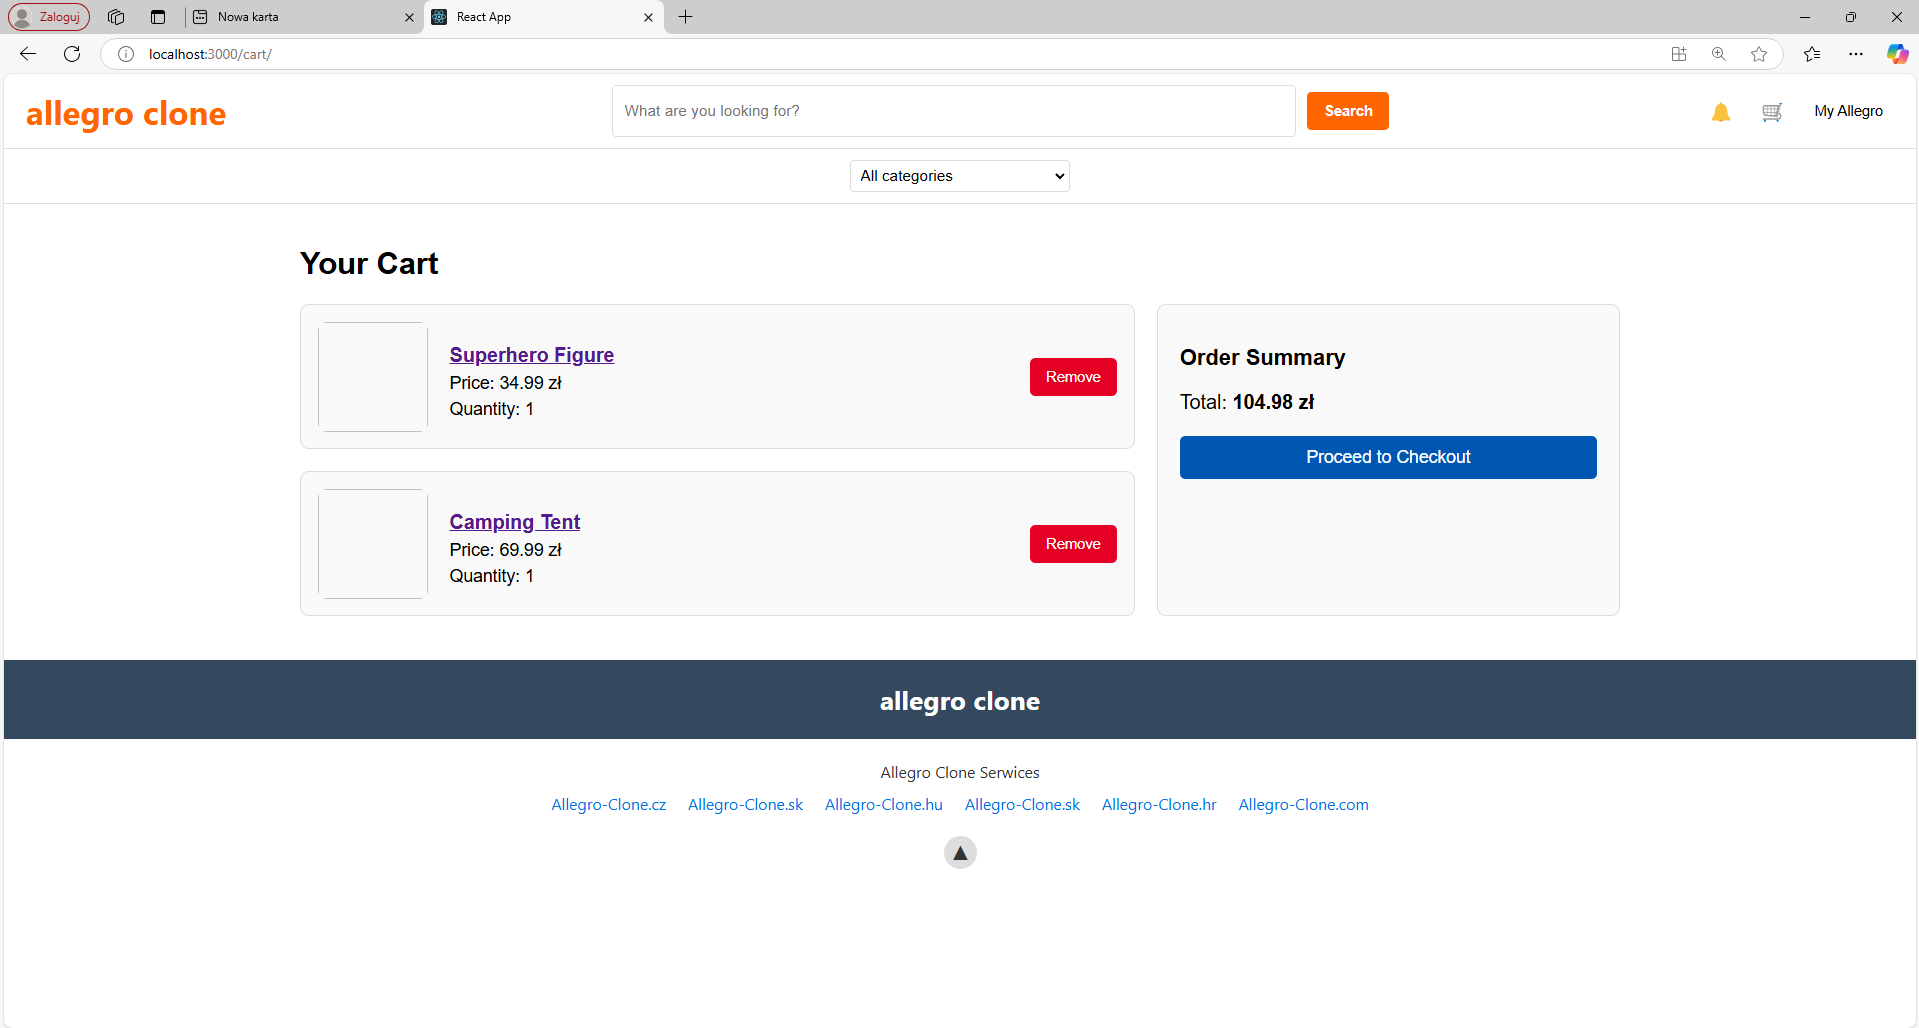 Zaloguj
Nowa karta
React App
localhost:3000/cart/
allegro clone
What are you looking for?
Search
My Allegro
All categories
Your Cart
Superhero Figure
Price: 34.99 zł
Quantity: 1
Remove
Camping Tent
Price: 69.99 zł
Quantity: 1
Remove
Order Summary
Total: 104.98 zł
Proceed to Checkout
allegro clone
Allegro Clone Serwices
Allegro-Clone.cz Allegro-Clone.sk Allegro-Clone.hu Allegro-Clone.sk Allegro-Clone.hr Allegro-Clone.com